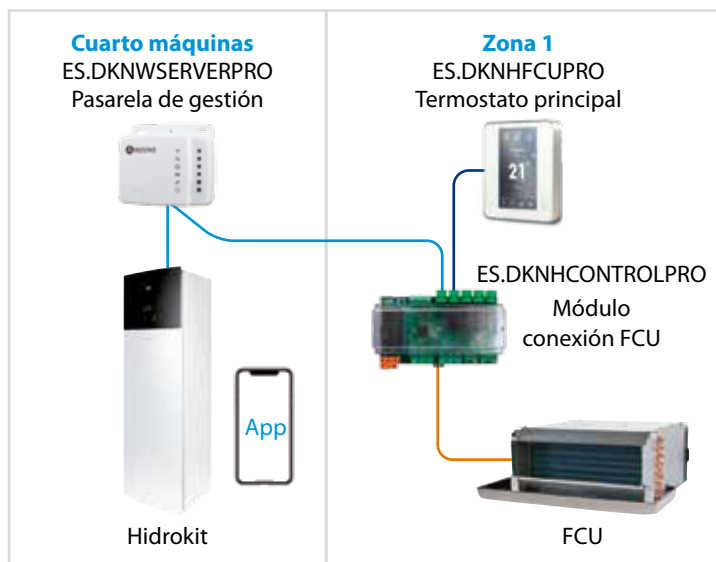 Cuarto máquinas
ES.DKNWSERVERPRO
Pasarela de gestión
App
Hidrokit
Zona 1
ES.DKNHFCUPRO
Termostato principal
21
ES.DKNHCONTROLPRO
Módulo
conexión FCU
FCU